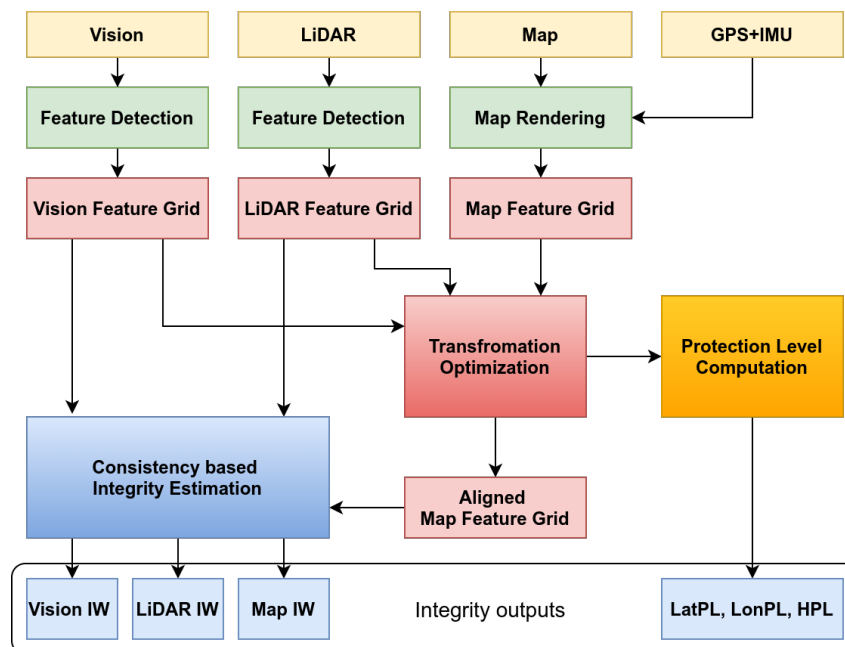 Vision
LiDAR
Map
GPS+IMU
Feature Detection
Feature Detection
Map Rendering
Vision Feature Grid
LiDAR Feature Grid
Map Feature Grid
Transfromation
Optimization
Protection Level
Computation
Consistency based
Integrity Estimation
Aligned
Map Feature Grid
Vision IW
LiDAR IW
Map IW
Integrity outputs
LatPL, LonPL, HPL